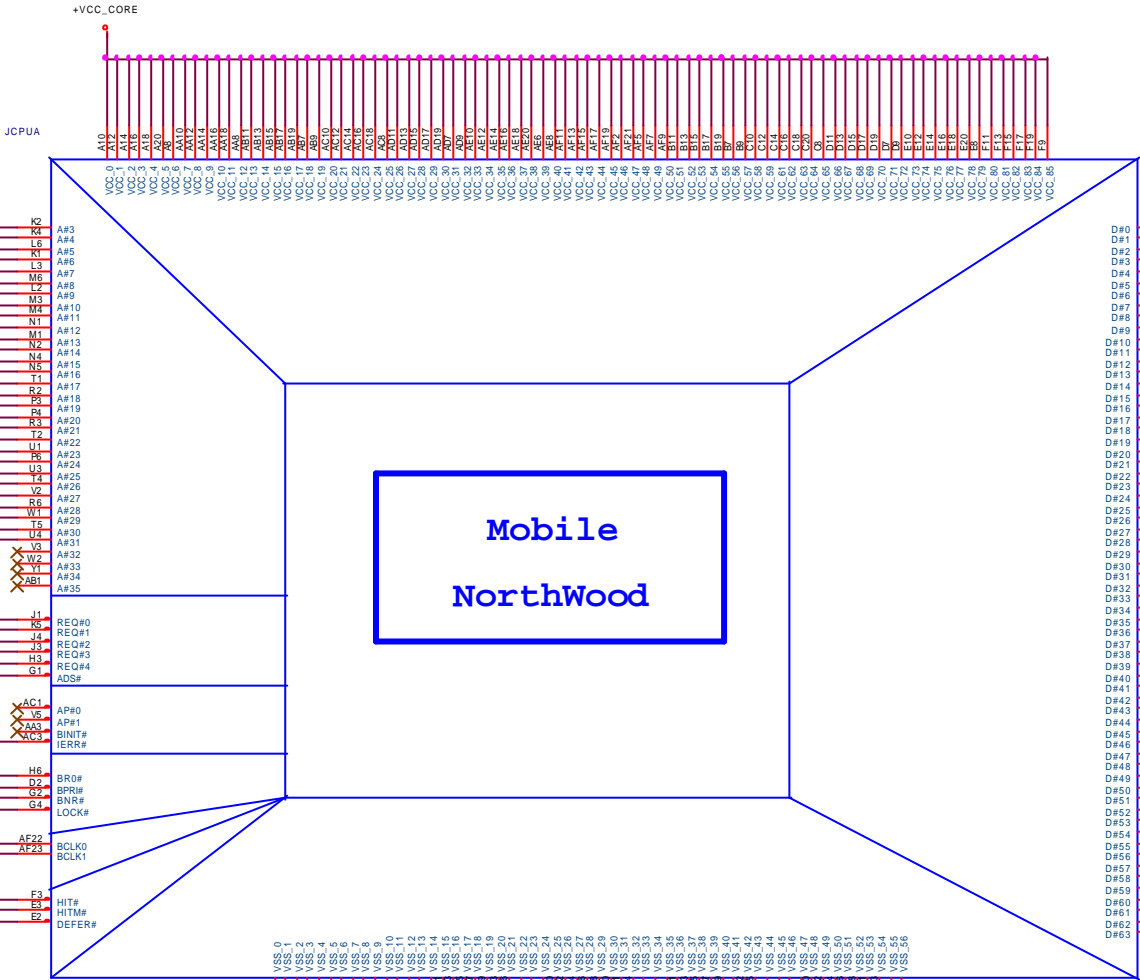 +VCC_CORE
JCPUA
A10 A12 A14 A16 A18 A20 A8 AA10 AA12 AA14 AA16 AA18 AA8 AB11 AB13 AB15 AB17 AB19 AB7 AB9 AC10 AC12 AC14 AC16 AC18 AC8 AD11 AD13 AD15 AD17 AD19 AD7 AD9 AE10 AE12 AE14 AE16 AE18 AE20 AE6 AE8 AF11 AF13 AF15 AF17 AF19 AF2 AF21 AF5 AF7 AF9 B11 B13 B15 B17 B19 B7 B9 C10 C12 C14 C16 C18 C20 C8 D11 D13 D15 D17 D19 D7 D9 E10 E12 E14 E16 E18 E20 E8 F11 F13 F15 F17 F19 F9
VCC_0 VCC_1 VCC_2 VCC_3 VCC_4 VCC_5 VCC_6 VCC_7 VCC_8 VCC_9 VCC_10 VCC_11 VCC_12 VCC_13 VCC_14 VCC_15 VCC_16 VCC_17 VCC_18 VCC_19 VCC_20 VCC_21 VCC_22 VCC_23 VCC_24 VCC_25 VCC_26 VCC_27 VCC_28 VCC_29 VCC_30 VCC_31 VCC_32 VCC_33 VCC_34 VCC_35 VCC_36 VCC_37 VCC_38 VCC_39 VCC_40 VCC_41 VCC_42 VCC_43 VCC_44 VCC_45 VCC_46 VCC_47 VCC_48 VCC_49 VCC_50 VCC_51 VCC_52 VCC_53 VCC_54 VCC_55 VCC_56 VCC_57 VCC_58 VCC_59 VCC_60 VCC_61 VCC_62 VCC_63 VCC_64 VCC_65 VCC_66 VCC_67 VCC_68 VCC_69 VCC_70 VCC_71 VCC_72 VCC_73 VCC_74 VCC_75 VCC_76 VCC_77 VCC_78 VCC_79 VCC_80 VCC_81 VCC_82 VCC_83 VCC_84 VCC_85
K2 A#3
K4 A#4
L6 A#5
K1 A#6
L3 A#7
M6 A#8
L2 A#9
M3 A#10
M4 A#11
N1 A#12
M1 A#13
N2 A#14
N4 A#15
N5 A#16
T1 A#17
R2 A#18
P3 A#19
P4 A#20
R3 A#21
T2 A#22
U1 A#23
P6 A#24
U3 A#25
T4 A#26
V2 A#27
R6 A#28
W1 A#29
T5 A#30
U4 A#31
V3 A#32
W2 A#33
Y1 A#34
AB1 A#35
J1 REQ#0
K5 REQ#1
J4 REQ#2
J3 REQ#3
H3 REQ#4
G1 ADS#
AC1 AP#0
V5 AP#1
AA3 BINIT#
AC3 IERR#
H6 BR0#
D2 BPRI#
G2 BNR#
G4 LOCK#
AF22 BCLK0
AF23 BCLK1
F3 HIT#
E3 HITM#
E2 DEFER#
Mobile
NorthWood
D#0
D#1
D#2
D#3
D#4
D#5
D#6
D#7
D#8
D#9
D#10
D#11
D#12
D#13
D#14
D#15
D#16
D#17
D#18
D#19
D#20
D#21
D#22
D#23
D#24
D#25
D#26
D#27
D#28
D#29
D#30
D#31
D#32
D#33
D#34
D#35
D#36
D#37
D#38
D#39
D#40
D#41
D#42
D#43
D#44
D#45
D#46
D#47
D#48
D#49
D#50
D#51
D#52
D#53
D#54
D#55
D#56
D#57
D#58
D#59
D#60
D#61
D#62
D#63
VSS_0 VSS_1 VSS_2 VSS_3 VSS_4 VSS_5 VSS_6 VSS_7 VSS_8 VSS_9 VSS_10 VSS_11 VSS_12 VSS_13 VSS_14 VSS_15 VSS_16 VSS_17 VSS_18 VSS_19 VSS_20 VSS_21 VSS_22 VSS_23 VSS_24 VSS_25 VSS_26 VSS_27 VSS_28 VSS_29 VSS_30 VSS_31 VSS_32 VSS_33 VSS_34 VSS_35 VSS_36 VSS_37 VSS_38 VSS_39 VSS_40 VSS_41 VSS_42 VSS_43 VSS_44 VSS_45 VSS_46 VSS_47 VSS_48 VSS_49 VSS_50 VSS_51 VSS_52 VSS_53 VSS_54 VSS_55 VSS_56